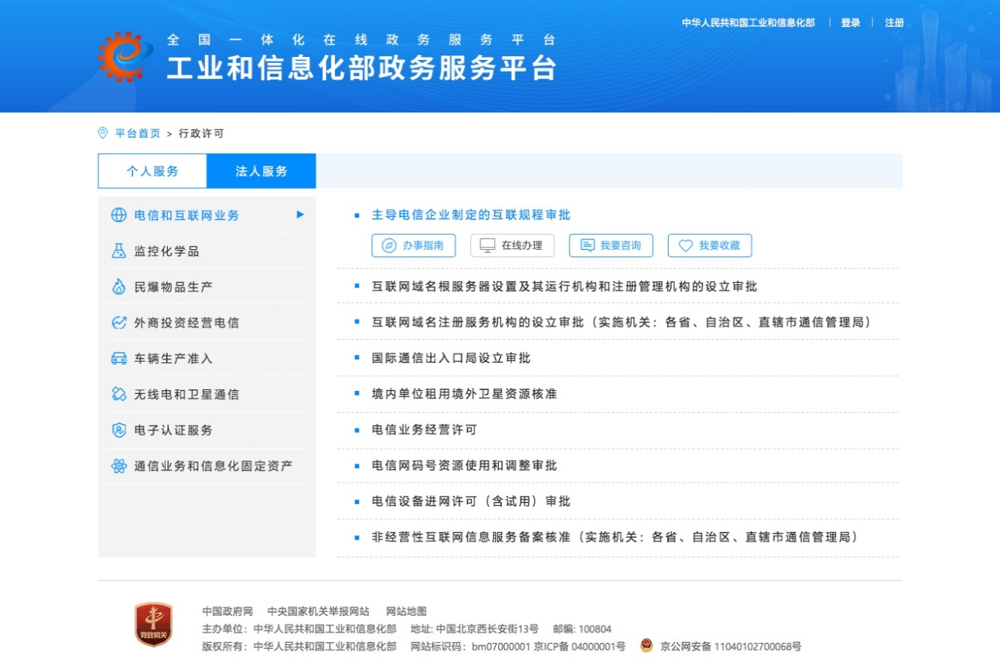 中华人民共和国工业和信息化部 | 登录 | 注册
全国一体化在线政务服务平台
工业和信息化部政务服务平台
平台首页 > 行政许可
个人服务 法人服务
电信和互联网业务
监控化学品
民爆物品生产
外商投资经营电信
车辆生产准入
无线电和卫星通信
电子认证服务
通信业务和信息化固定资产
主导电信企业制定的互联规程审批
办事指南 在线办理 我要咨询 我要收藏
互联网域名根服务器设置及其运行机构和注册管理机构的设立审批
互联网域名注册服务机构的设立审批（实施机关：各省、自治区、直辖市通信管理局）
国际通信出入口局设立审批
境内单位租用境外卫星资源核准
电信业务经营许可
电信网码号资源使用和调整审批
电信设备进网许可（含试用）审批
非经营性互联网信息服务备案核准（实施机关：各省、自治区、直辖市通信管理局）
党政机关
中国政府网 中央国家机关举报网站 网站地图
主办单位：中华人民共和国工业和信息化部 地址: 中国北京西长安街13号 邮编: 100804
版权所有：中华人民共和国工业和信息化部 网站标识码：bm07000001 京ICP备 04000001号 京公网安备 11040102700068号